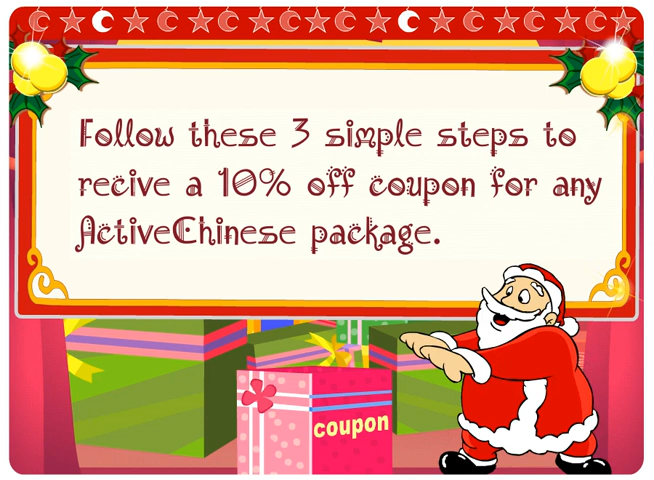 Follow these 3 simple steps to
recive a 10% off coupon for any
ActiveChinese package.
coupon